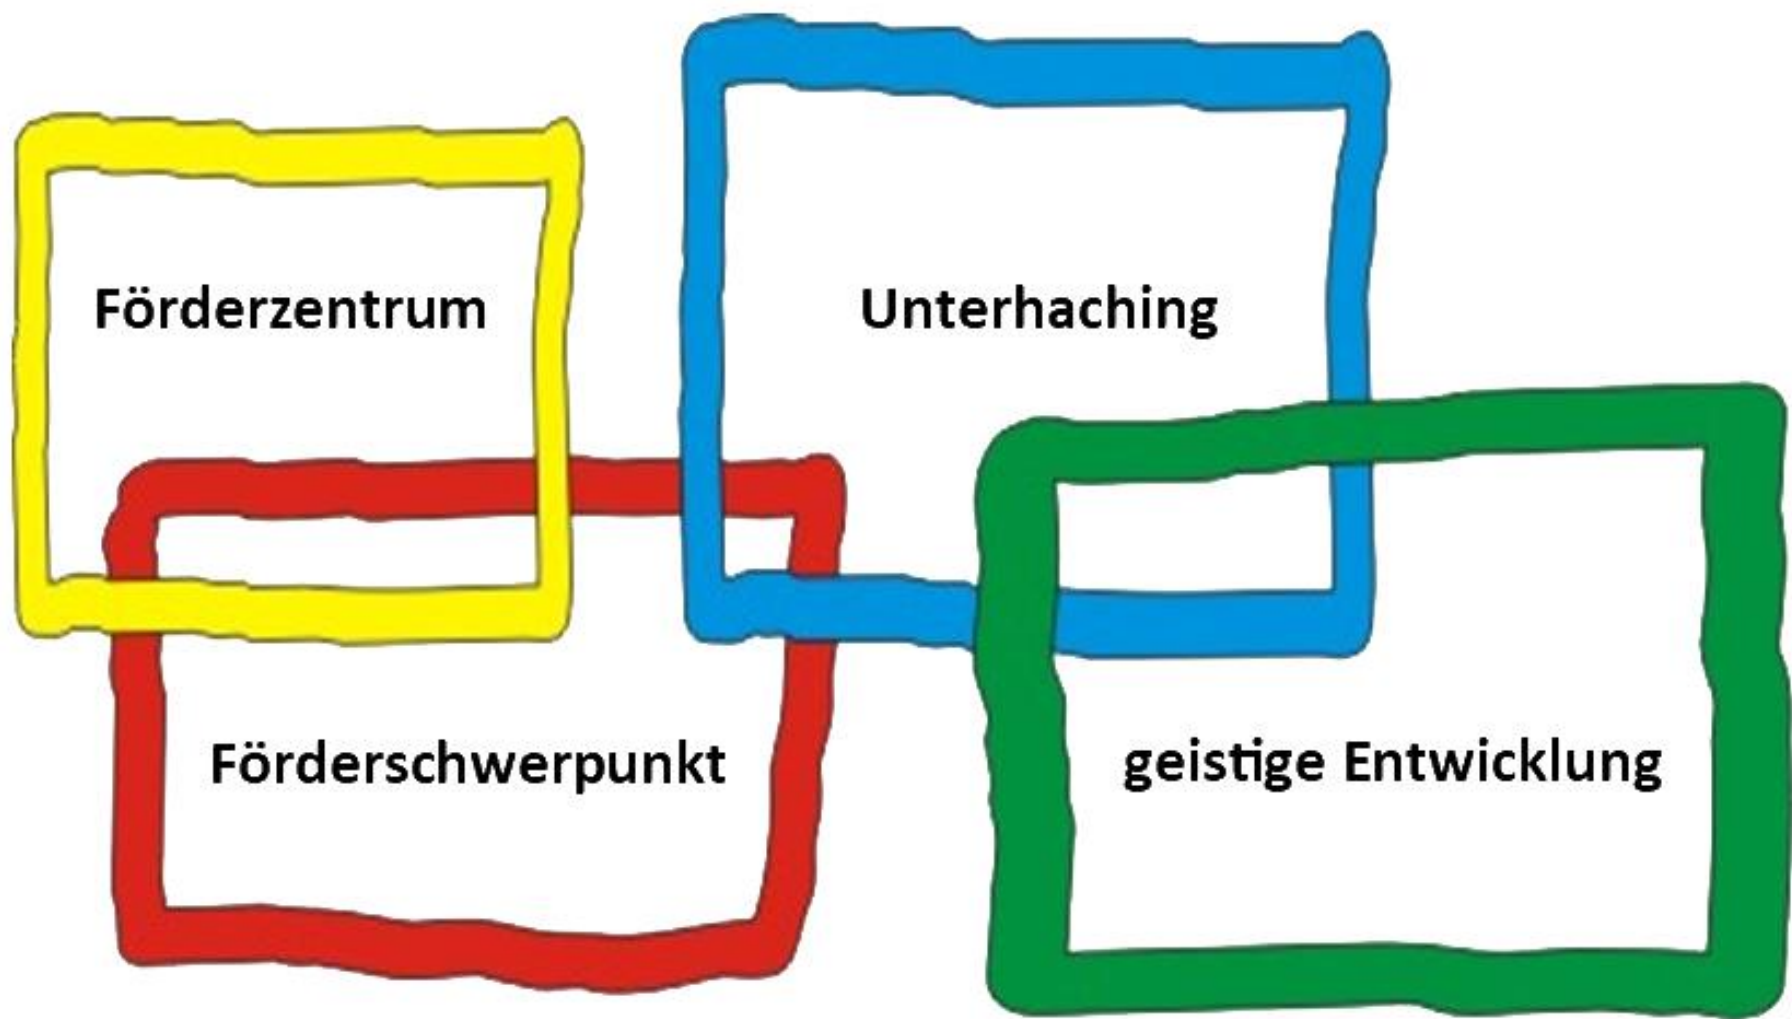 Förderzentrum
Unterhaching
Förderschwerpunkt
geistige Entwicklung